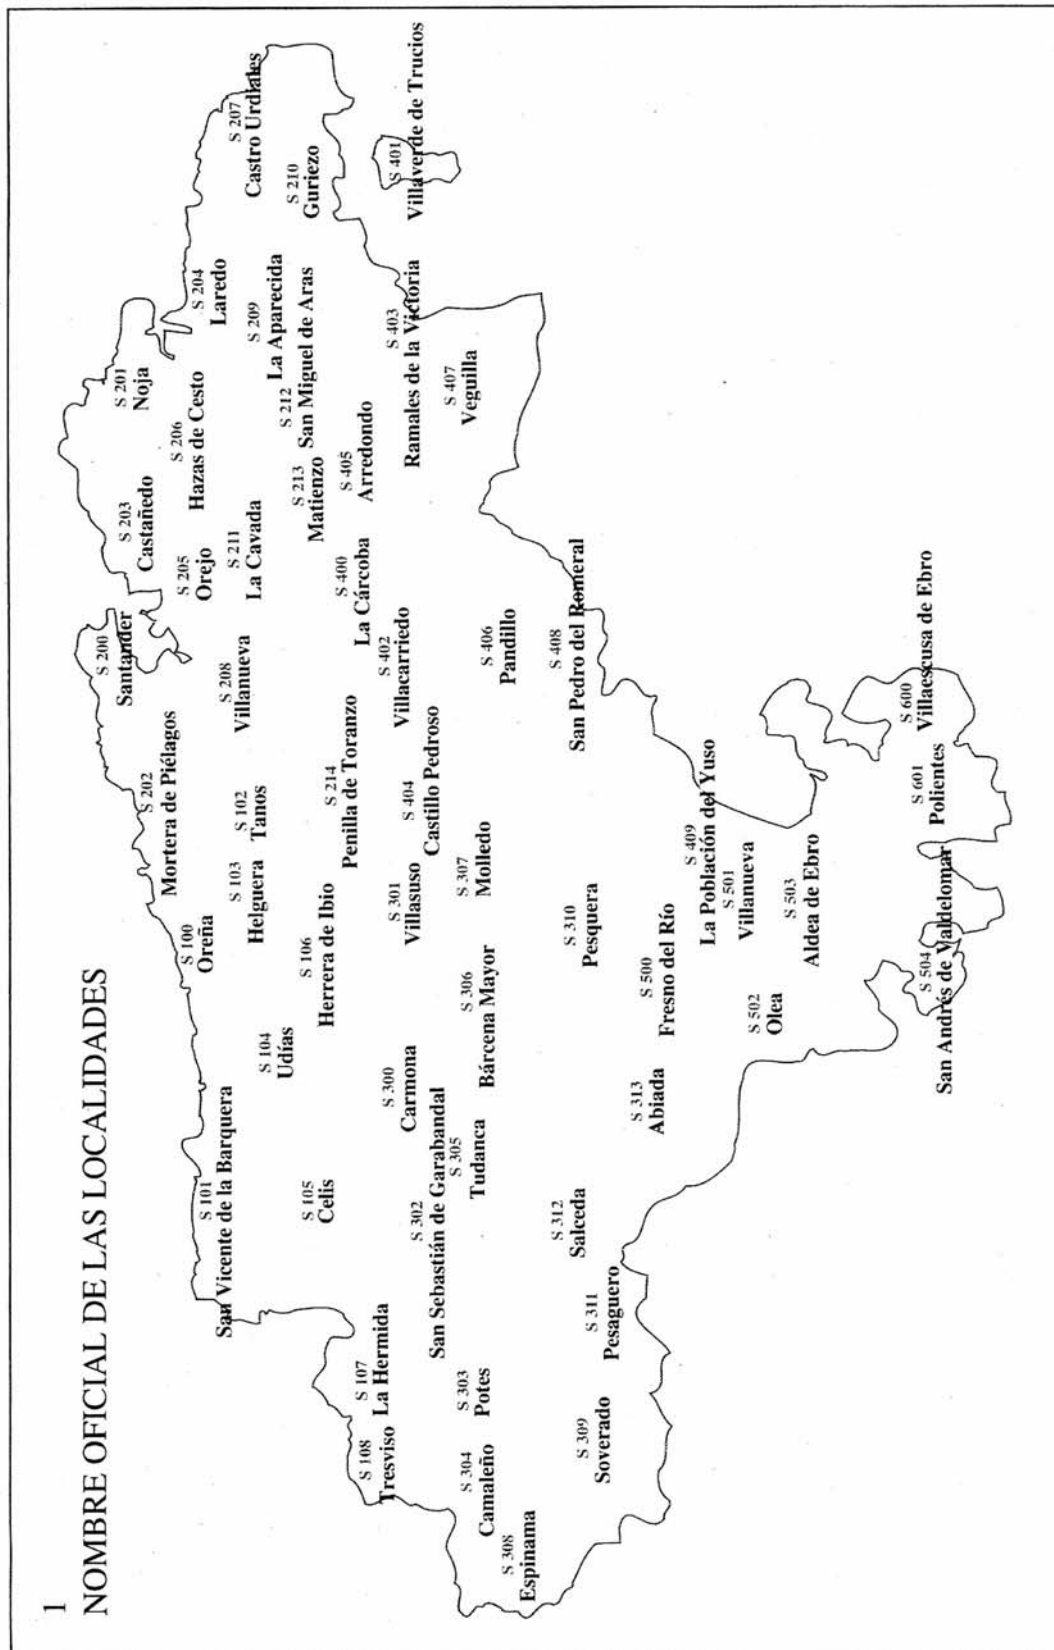 1
NOMBRE OFICIAL DE LAS LOCALIDADES
S 200
Santander
S 201
Noja
S 203
Castañedo
S 202
Mortera de Piélagos
S 206
Hazas de Cesto
S 205
Orejo
S 204
Laredo
S 100
Oreña
S 101
San Vicente de la Barquera
S 207
Castro Urdiales
S 211
La Cavada
S 208
Villanueva
S 102
Tanos
S 103
Helguera
S 209
La Aparecida
S 104
Udías
S 210
Guriezo
S 212
San Miguel de Aras
S 213
Matienzo
S 106
Herrera de Ibio
S 105
Celis
S 214
Penilla de Toranzo
S 405
Arredondo
S 400
La Cárcoba
S 107
La Hermida
S 108
Tresviso
S 401
Villaverde de Trucios
S 403
Ramales de la Victoria
S 402
Villacarriedo
S 301
Villasuso
S 300
Carmona
S 404
Castillo Pedroso
S 302
San Sebastián de Garabandal
S 407
Veguilla
S 307
Molledo
S 306
Bárcena Mayor
S 305
Tudanca
S 303
Potes
S 304
Camaleño
S 406
Pandillo
S 308
Espinama
S 408
San Pedro del Romeral
S 310
Pesquera
S 312
Salceda
S 311
Pesaguero
S 309
Soverado
S 500
Fresno del Río
S 313
Abiada
S 409
La Población del Yuso
S 501
Villanueva
S 502
Olea
S 503
Aldea de Ebro
S 600
Villaescusa de Ebro
S 601
Polientes
S 504
San Andrés de Valdelomar